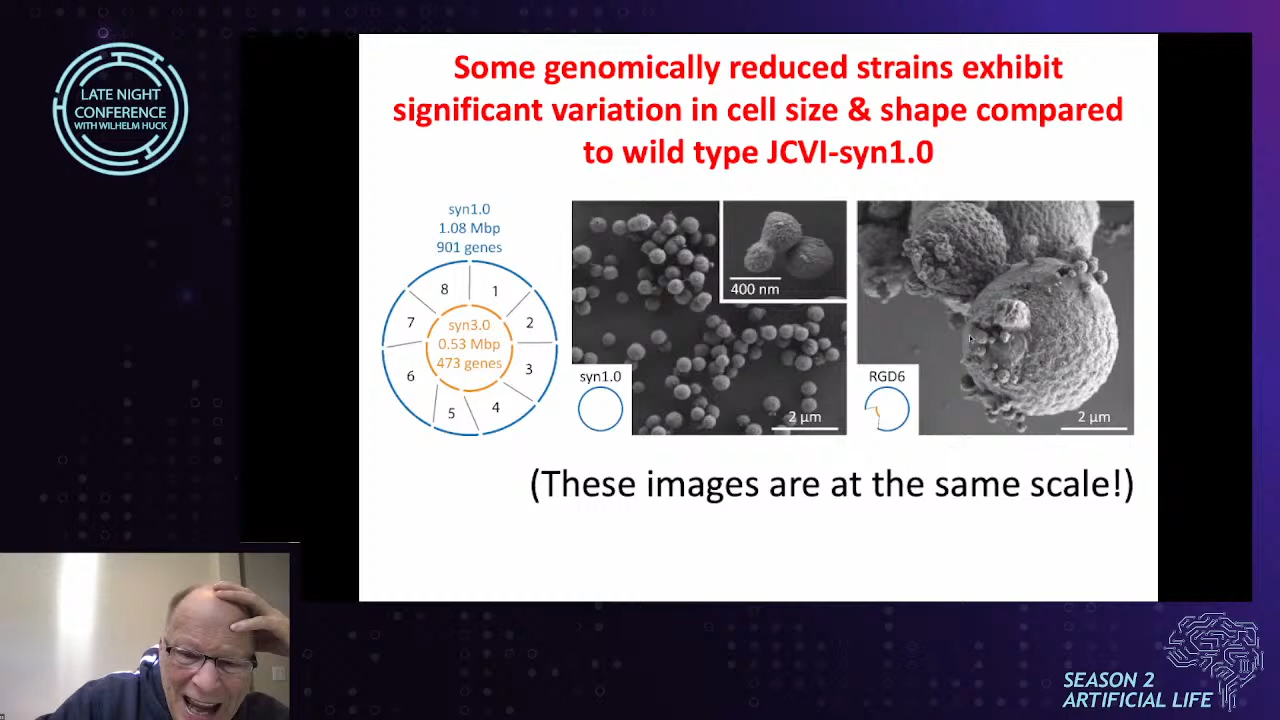 LATE NIGHT
CONFERENCE
WITH WILHELM HUCK
Some genomically reduced strains exhibit
significant variation in cell size & shape compared
to wild type JCVI-syn1.0
syn1.0
1.08 Mbp
901 genes
8
1
7
2
syn3.0
0.53 Mbp
473 genes
6
3
5
4
400 nm
syn1.0
2 µm
RGD6
2 µm
(These images are at the same scale!)
SEASON 2
ARTIFICIAL LIFE